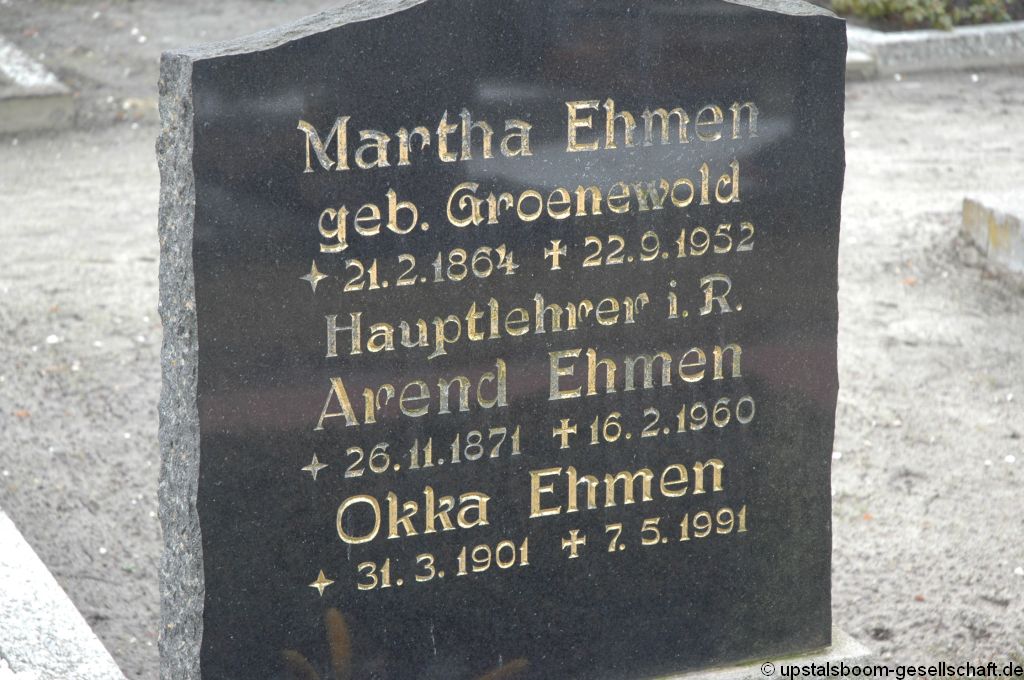 Martha Ehmen
geb. Groenewold
21.2.1864 ✝ 22.9.1952
Hauptlehrer i. R.
Arend Ehmen
26.11.1871 ✝ 16.2.1960
Okka Ehmen
31.3.1901 ✝ 7.5.1991
© upstalsboom-gesellschaft.de